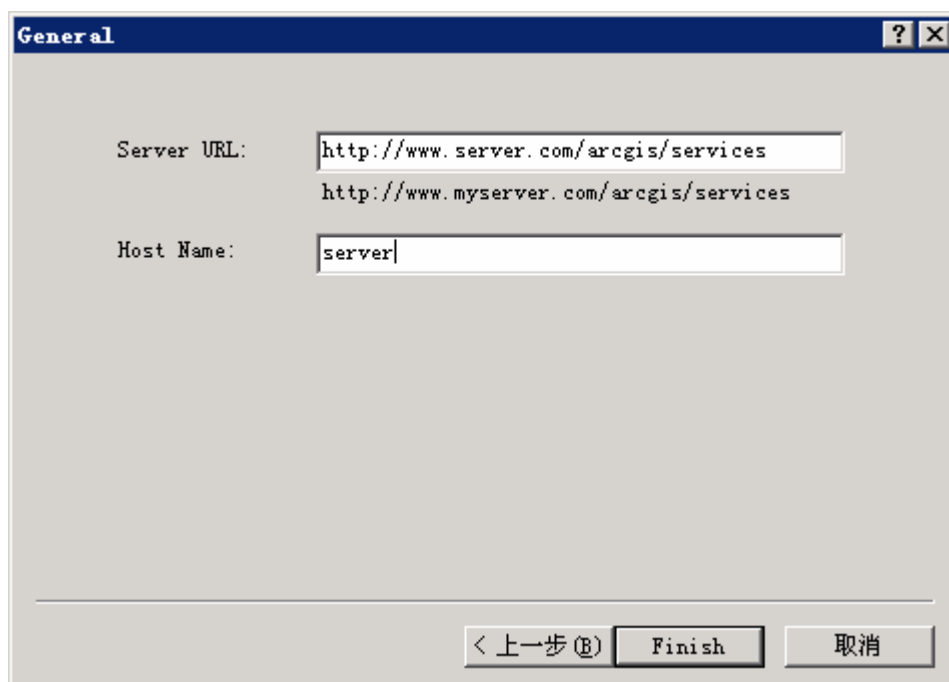 General
Server URL: http://www.server.com/arcgis/services
http://www.myserver.com/arcgis/services
Host Name: server
< 上一步(B) Finish 取消